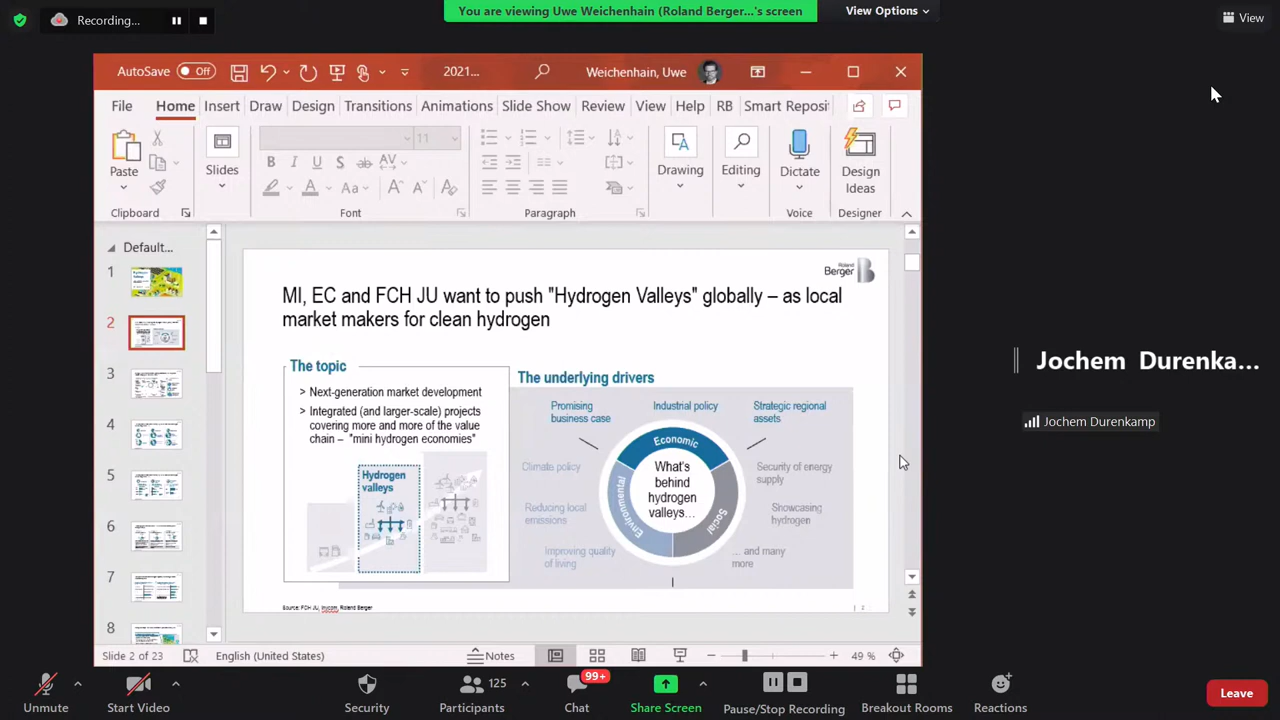 Recording...
You are viewing Uwe Weichenhain (Roland Berger...'s screen
View Options
View
AutoSave
Off
2021...
Weichenhain, Uwe
File
Home
Insert
Draw
Design
Transitions
Animations
Slide Show
Review
View
Help
RB
Smart Reposi
11
Paste
Slides
Drawing
Editing
Dictate
Design
Ideas
Clipboard
Font
Paragraph
Voice
Designer
Default...
1
2
3
4
5
6
7
8
Roland
Berger
MI, EC and FCH JU want to push "Hydrogen Valleys" globally – as local
market makers for clean hydrogen
The topic
> Next-generation market development
> Integrated (and larger-scale) projects
covering more and more of the value
chain – "mini hydrogen economies"
Hydrogen
valleys
The underlying drivers
Promising
business case
Industrial policy
Strategic regional
assets
Climate policy
Reducing local
emissions
Improving quality
of living
Economic
Environmental
Social
What's
behind
hydrogen
valleys...
Security of energy
supply
Showcasing
hydrogen
... and many
more
Source: FCH JU, Inycom, Roland Berger
2
Jochem Durenka...
Jochem Durenkamp
Slide 2 of 23
English (United States)
Notes
49 %
Unmute
Start Video
Security
125
Participants
99+
Chat
Share Screen
Pause/Stop Recording
Breakout Rooms
Reactions
Leave